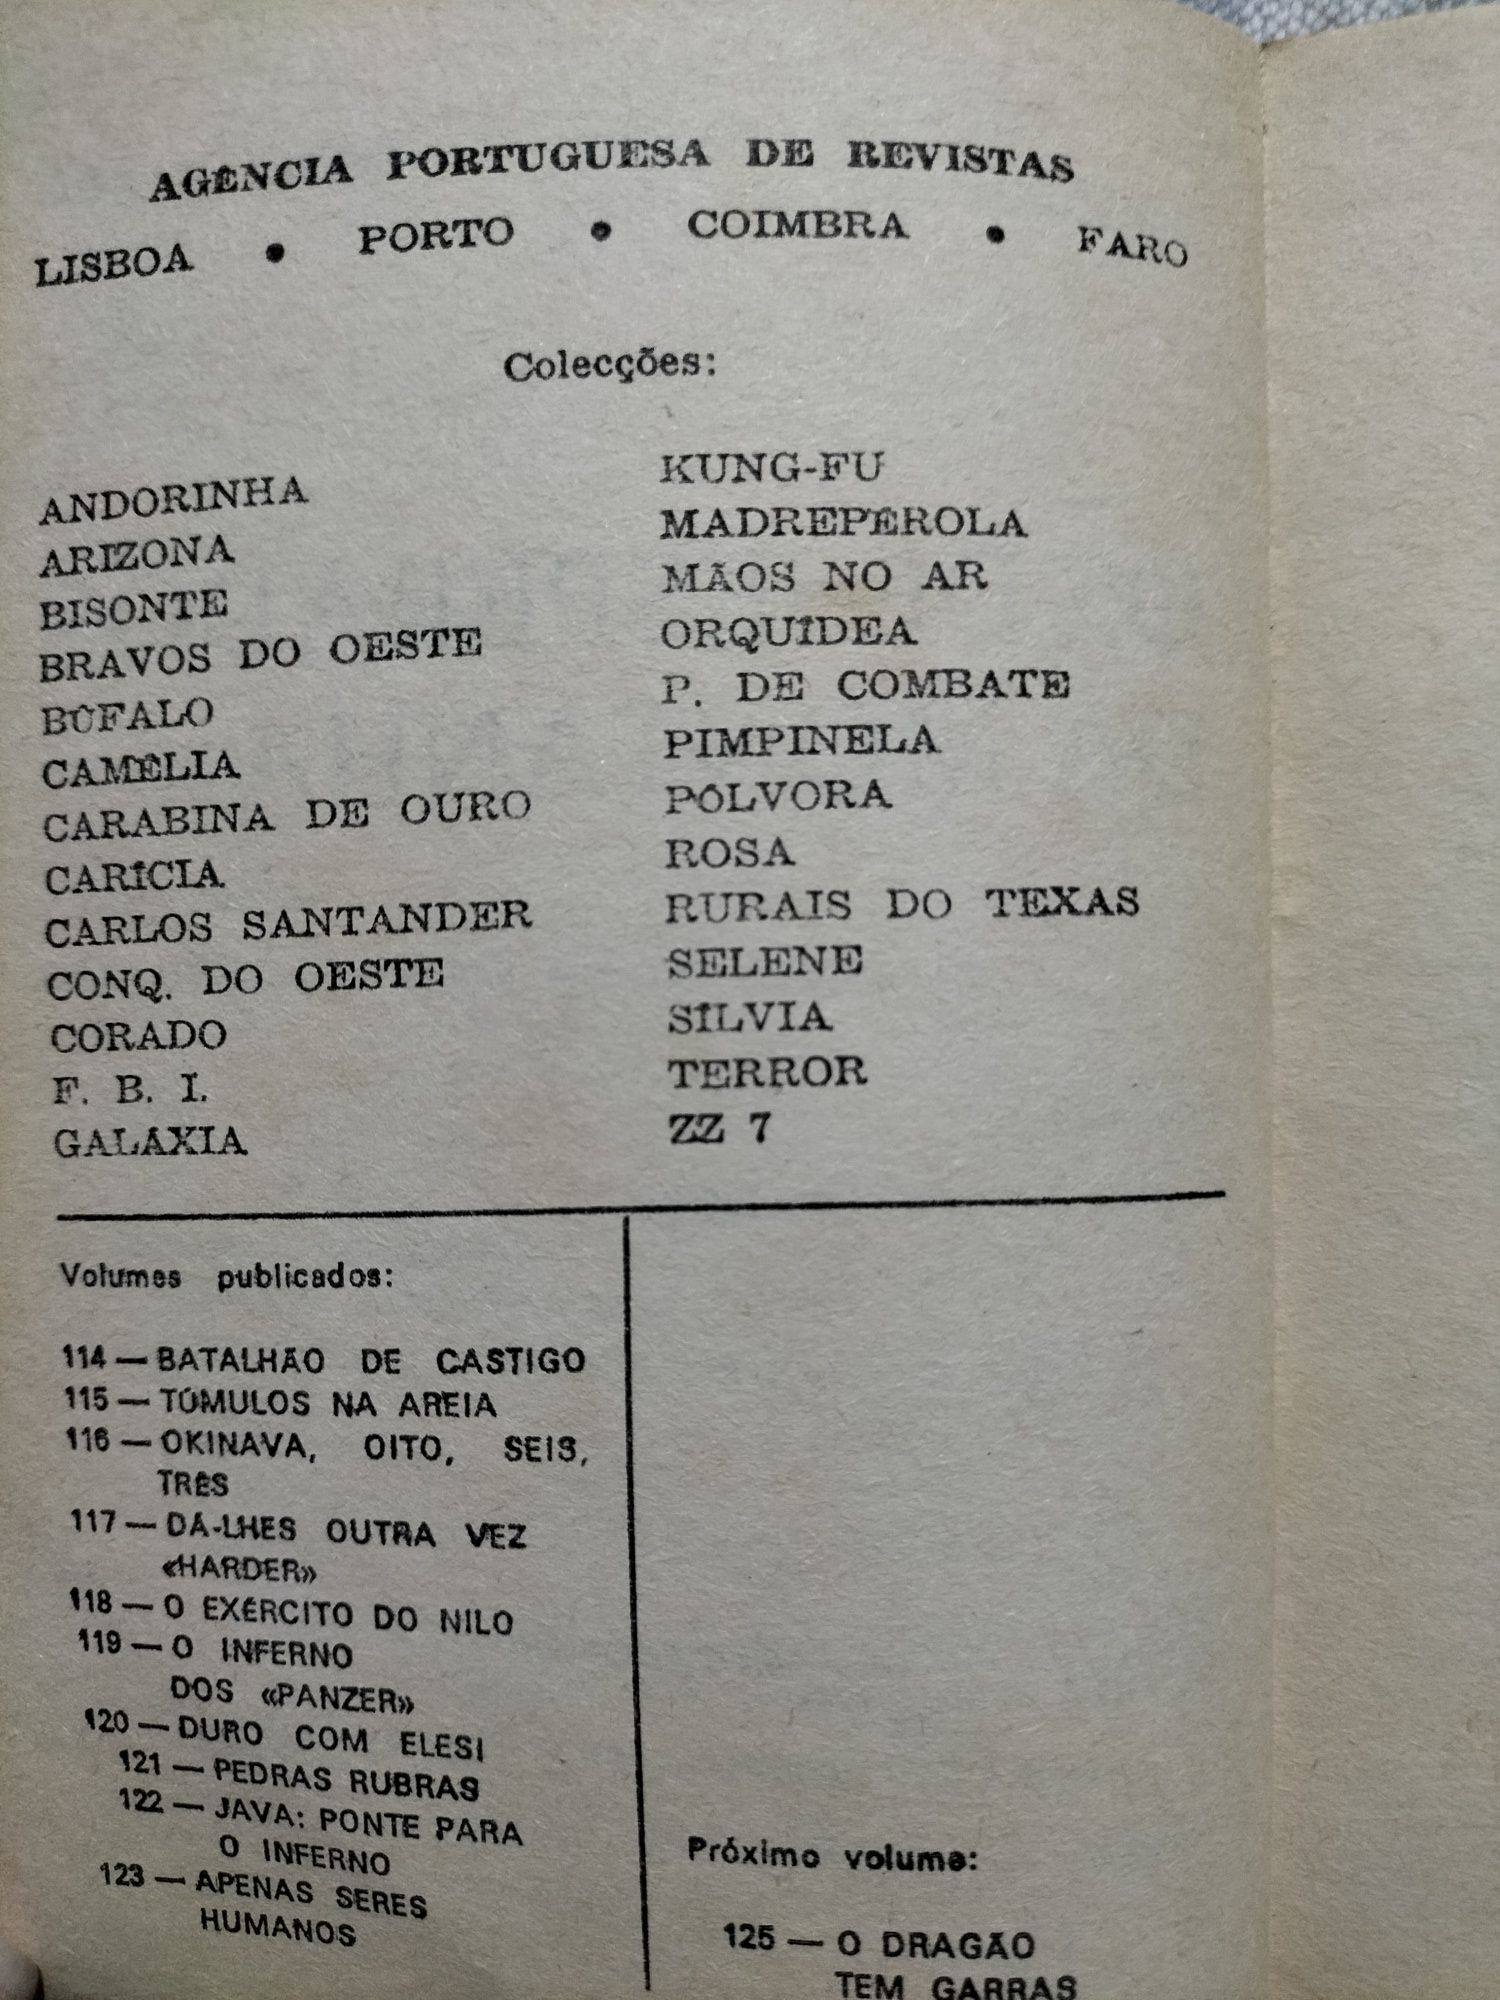 AGÊNCIA PORTUGUESA DE REVISTAS
LISBOA • PORTO • COIMBRA • FARO
Colecções:
ANDORINHA
ARIZONA
BISONTE
BRAVOS DO OESTE
BÚFALO
CAMÉLIA
CARABINA DE OURO
CARÍCIA
CARLOS SANTANDER
CONQ. DO OESTE
CORADO
F. B. I.
GALÁXIA
KUNG-FU
MADREPÉROLA
MÃOS NO AR
ORQUÍDEA
P. DE COMBATE
PIMPINELA
PÓLVORA
ROSA
RURAIS DO TEXAS
SELENE
SÍLVIA
TERROR
ZZ 7
Volumes publicados:
114 — BATALHÃO DE CASTIGO
115 — TÚMULOS NA AREIA
116 — OKINAVA, OITO, SEIS,
TRÊS
117 — DÁ-LHES OUTRA VEZ
«HARDER»
118 — O EXÉRCITO DO NILO
119 — O INFERNO
DOS «PANZER»
120 — DURO COM ELES!
121 — PEDRAS RUBRAS
122 — JAVA: PONTE PARA
O INFERNO
123 — APENAS SERES
HUMANOS
Próximo volume:
125 — O DRAGÃO
TEM GARRAS